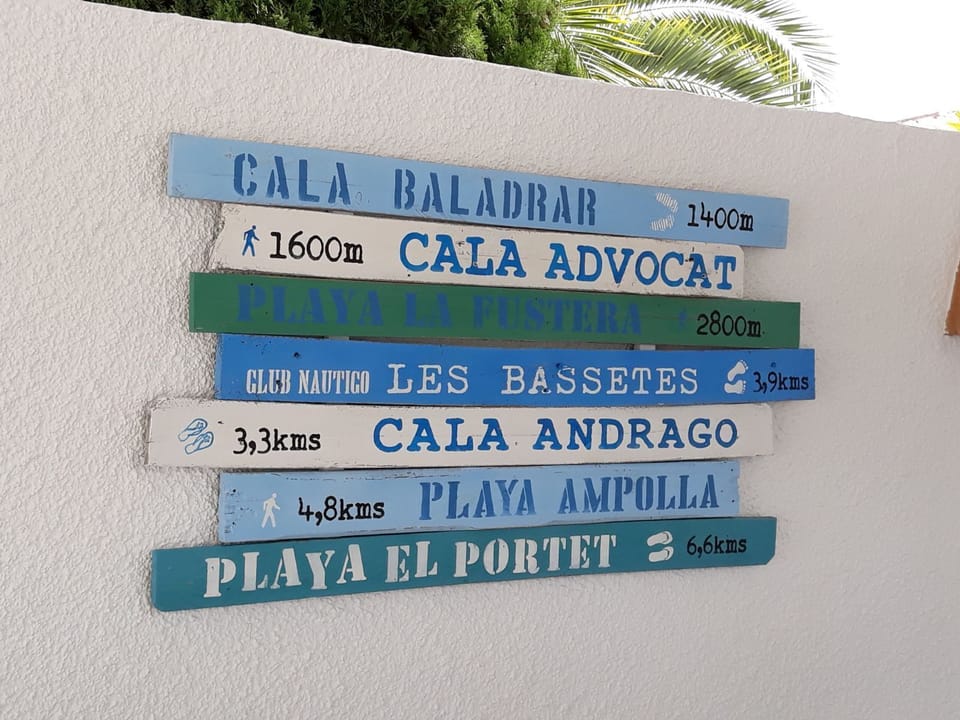 CALA BALADRAR 1400m
1600m CALA ADVOCAT
PLAYA LA FUSTERA 2800m
CLUB NAUTIGO LES BASSETES 3,9kms
3,3kms CALA ANDRAGO
4,8kms PLAYA AMPOLLA
PLAYA EL PORTET 6,6kms